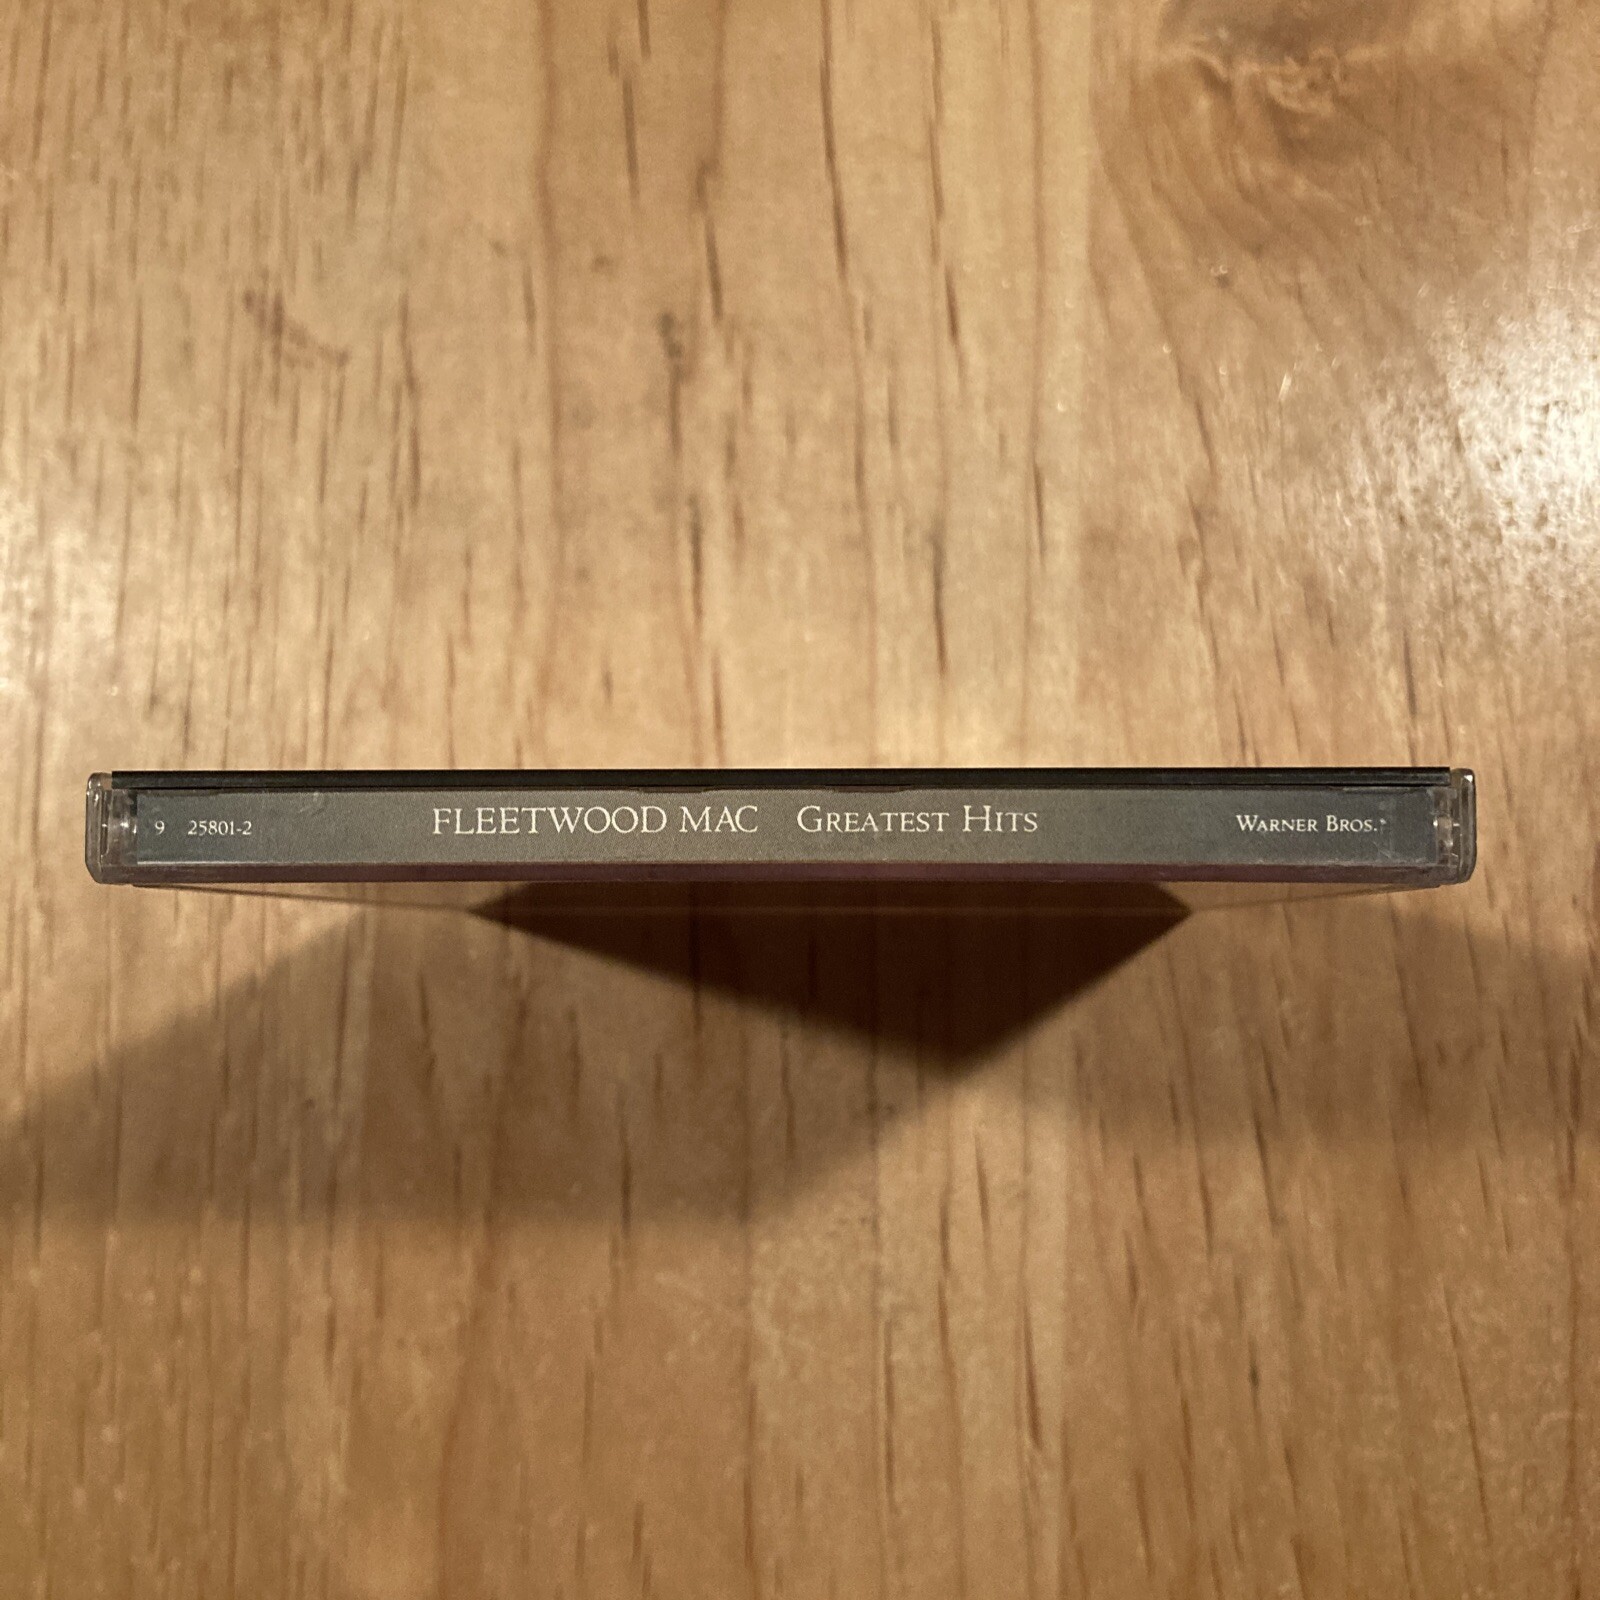 9 25801-2 FLEETWOOD MAC GREATEST HITS WARNER BROS.